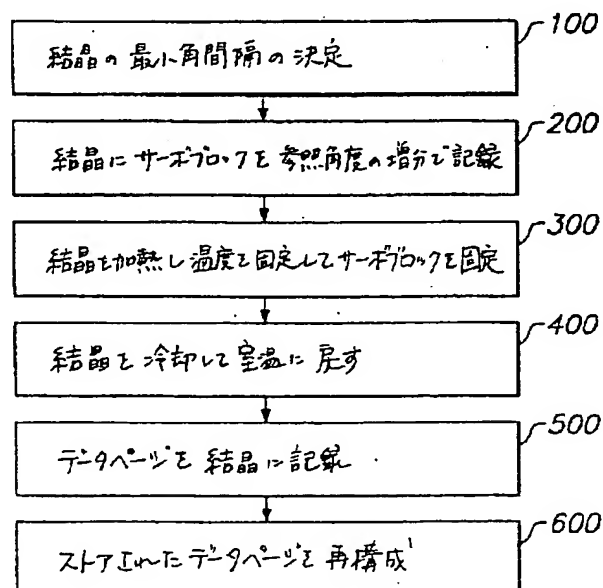 100
結晶の最小角間隔の決定
200
結晶にサーボブロックを参照角度の増分で記録
300
結晶を加熱し温度を固定してサーボブロックを固定
400
結晶を冷却して室温に戻す
500
データページを結晶に記録
600
ストアされたデータページを再構成